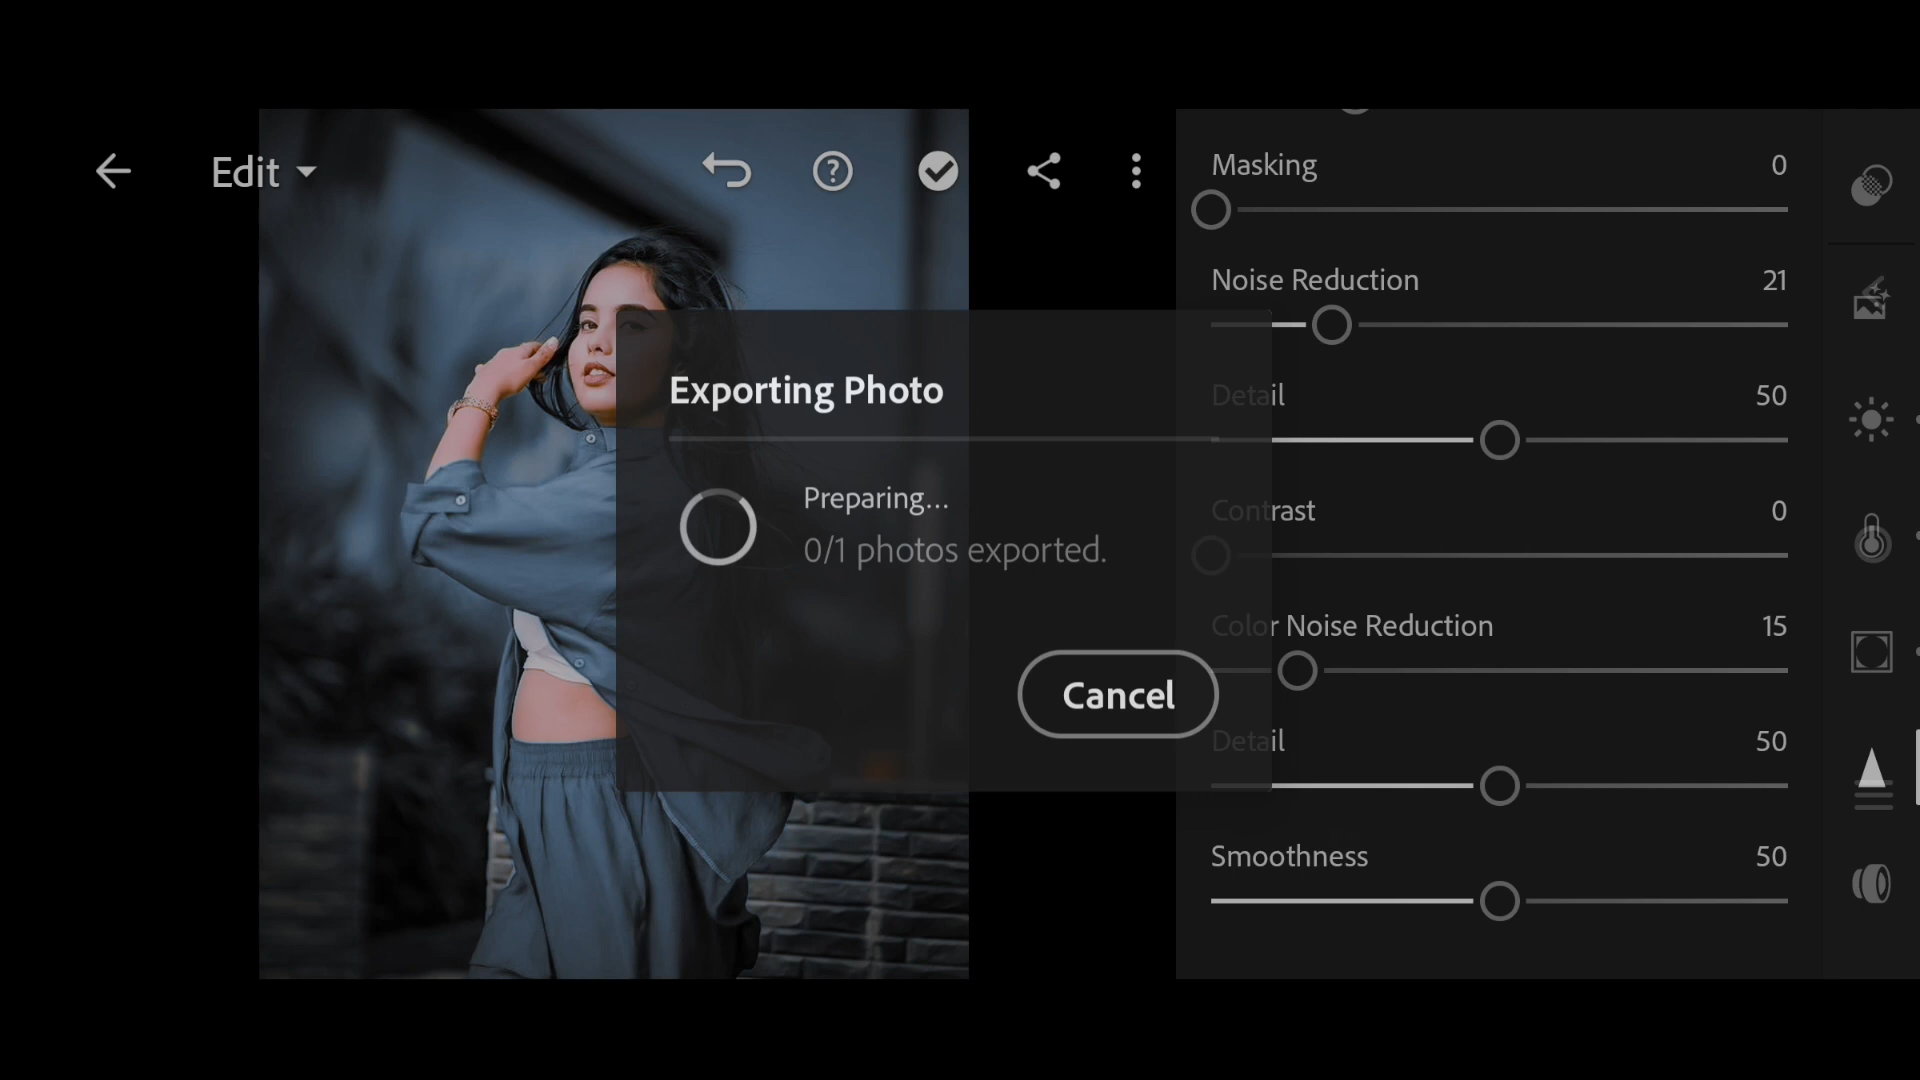 Edit
Masking 0
Noise Reduction 21
Detail 50
Contrast 0
Color Noise Reduction 15
Detail 50
Smoothness 50
Exporting Photo
Preparing...
0/1 photos exported.
Cancel